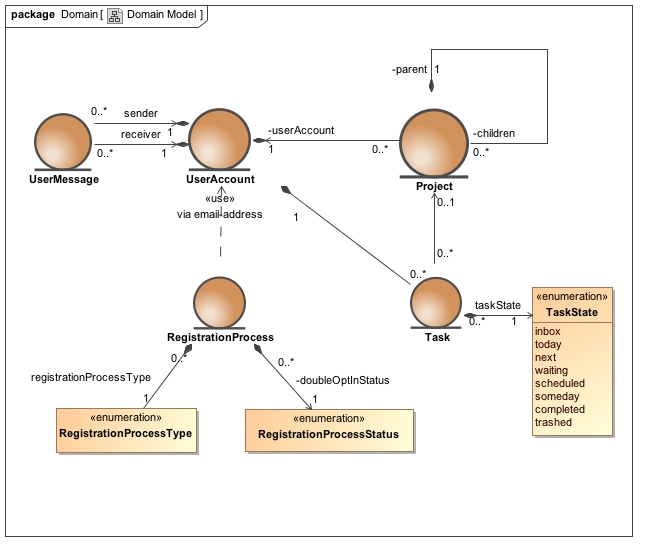 package Domain [ Domain Model ]
-parent 1
0..* sender
1
receiver
0..* 1
-userAccount
1 0..*
-children
0..*
UserMessage
UserAccount
Project
«use»
via email-address
1
0..1
0..*
0..*
RegistrationProcess
Task
taskState
0..* 1
«enumeration»
TaskState
inbox
today
next
waiting
scheduled
someday
completed
trashed
0..*
registrationProcessType
1
0..*
-doubleOptInStatus
1
«enumeration»
RegistrationProcessType
«enumeration»
RegistrationProcessStatus